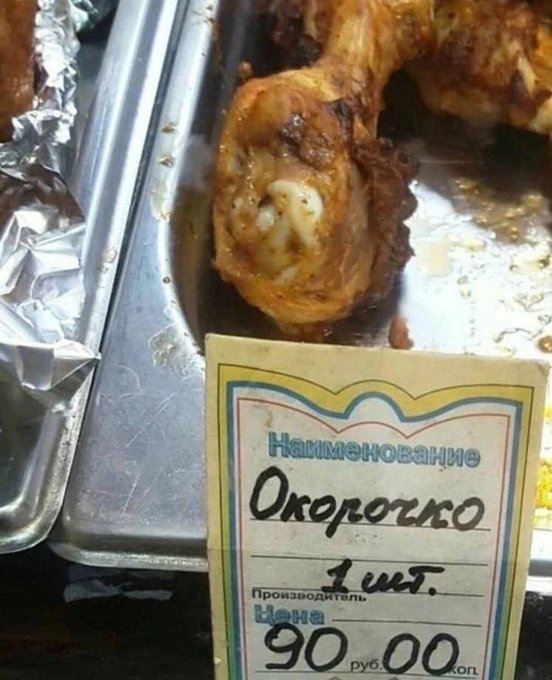 Наименование
Окорочко
1 шт.
Производитель
Цена
90 руб. 00 коп